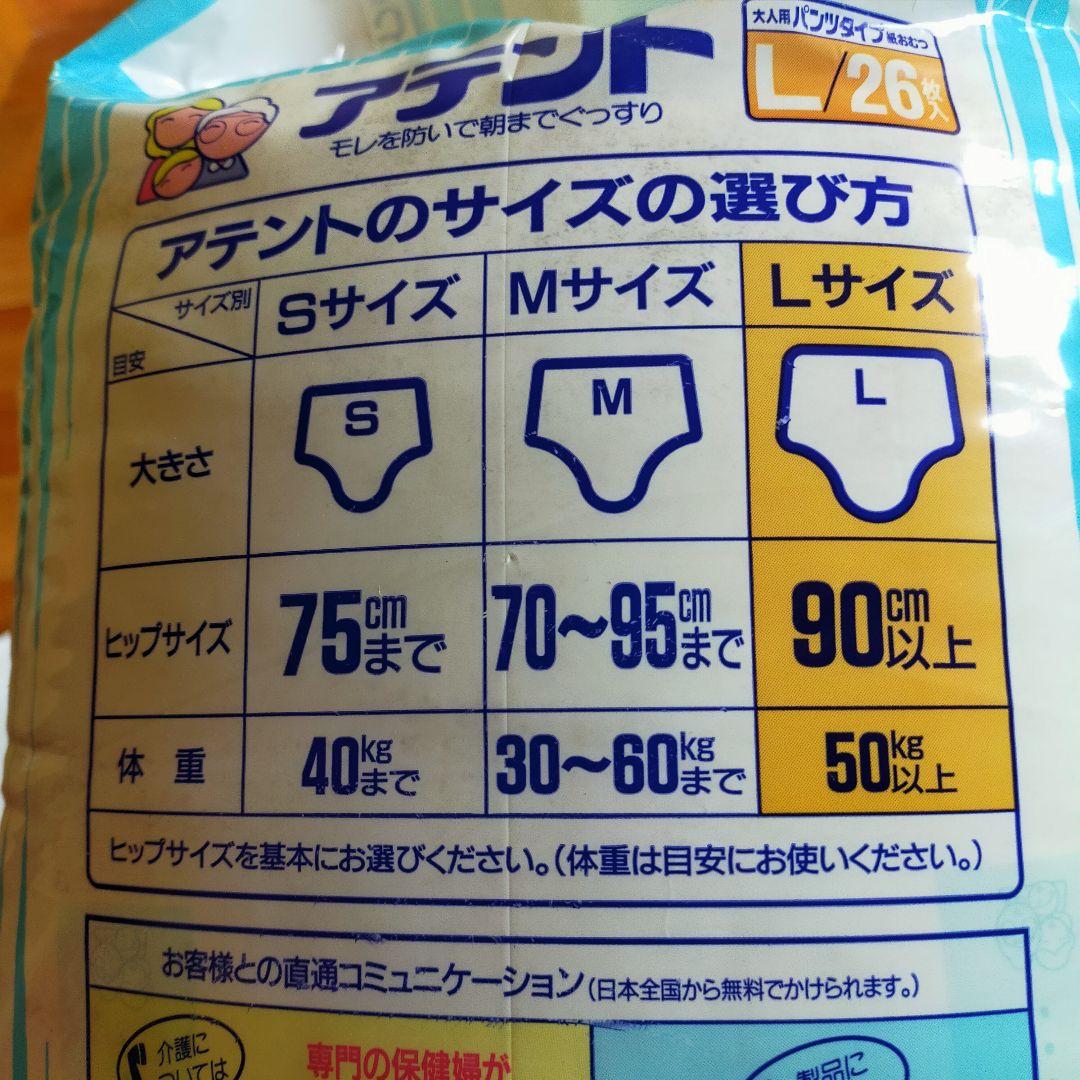 アテント
モレを防いで朝までぐっすり
大人用パンツタイプ紙おむつ
L/26枚入
アテントのサイズの選び方
サイズ別
目安
Sサイズ
Mサイズ
Lサイズ
大きさ
S
M
L
ヒップサイズ
75cmまで
70〜95cmまで
90cm以上
体重
40kgまで
30〜60kgまで
50kg以上
ヒップサイズを基本にお選びください。(体重は目安にお使いください。)
お客様との直通コミュニケーション(日本全国から無料でかけられます。)
介護に
ついては
専門の保健婦が
製品に